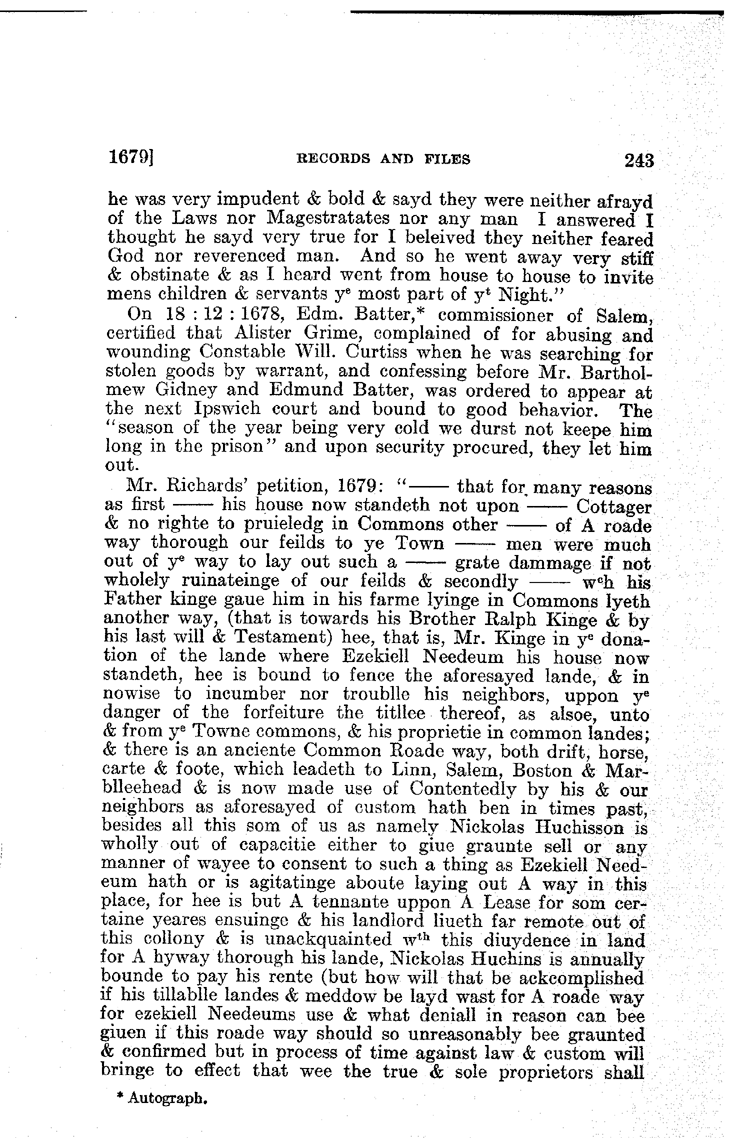 1679] RECORDS AND FILES 243
he was very impudent & bold & sayd they were neither afrayd
of the Laws nor Magestratates nor any man I answered I
thought he sayd very true for I beleived they neither feared
God nor reverenced man. And so he went away very stiff
& obstinate & as I heard went from house to house to invite
mens children & servants yᵉ most part of yᵗ Night."
On 18 : 12 : 1678, Edm. Batter,* commissioner of Salem,
certified that Alister Grime, complained of for abusing and
wounding Constable Will. Curtiss when he was searching for
stolen goods by warrant, and confessing before Mr. Barthol-
mew Gidney and Edmund Batter, was ordered to appear at
the next Ipswich court and bound to good behavior. The
"season of the year being very cold we durst not keepe him
long in the prison" and upon security procured, they let him
out.
Mr. Richards' petition, 1679: "—— that for many reasons
as first —— his house now standeth not upon —— Cottager
& no righte to pruieledg in Commons other —— of A roade
way thorough our feilds to ye Town —— men were much
out of yᵉ way to lay out such a —— grate dammage if not
wholely ruinateinge of our feilds & secondly —— wᶜh his
Father kinge gaue him in his farme lyinge in Commons lyeth
another way, (that is towards his Brother Ralph Kinge & by
his last will & Testament) hee, that is, Mr. Kinge in yᵉ dona-
tion of the lande where Ezekiell Needeum his house now
standeth, hee is bound to fence the aforesayed lande, & in
nowise to incumber nor troublle his neighbors, uppon yᵉ
danger of the forfeiture the titllee thereof, as alsoe, unto
& from yᵉ Towne commons, & his proprietie in common landes;
& there is an anciente Common Roade way, both drift, horse,
carte & foote, which leadeth to Linn, Salem, Boston & Mar-
blleehead & is now made use of Contentedly by his & our
neighbors as aforesayed of custom hath ben in times past,
besides all this som of us as namely Nickolas Huchisson is
wholly out of capacitie either to giue graunte sell or any
manner of wayee to consent to such a thing as Ezekiell Need-
eum hath or is agitatinge aboute laying out A way in this
place, for hee is but A tennante uppon A Lease for som cer-
taine yeares ensuinge & his landlord liueth far remote out of
this collony & is unackquainted wᵗʰ this diuydence in land
for A hyway thorough his lande, Nickolas Huchins is annually
bounde to pay his rente (but how will that be ackcomplished
if his tillablle landes & meddow be layd wast for A roade way
for ezekiell Needeums use & what deniall in reason can bee
giuen if this roade way should so unreasonably bee graunted
& confirmed but in process of time against law & custom will
bringe to effect that wee the true & sole proprietors shall
* Autograph.